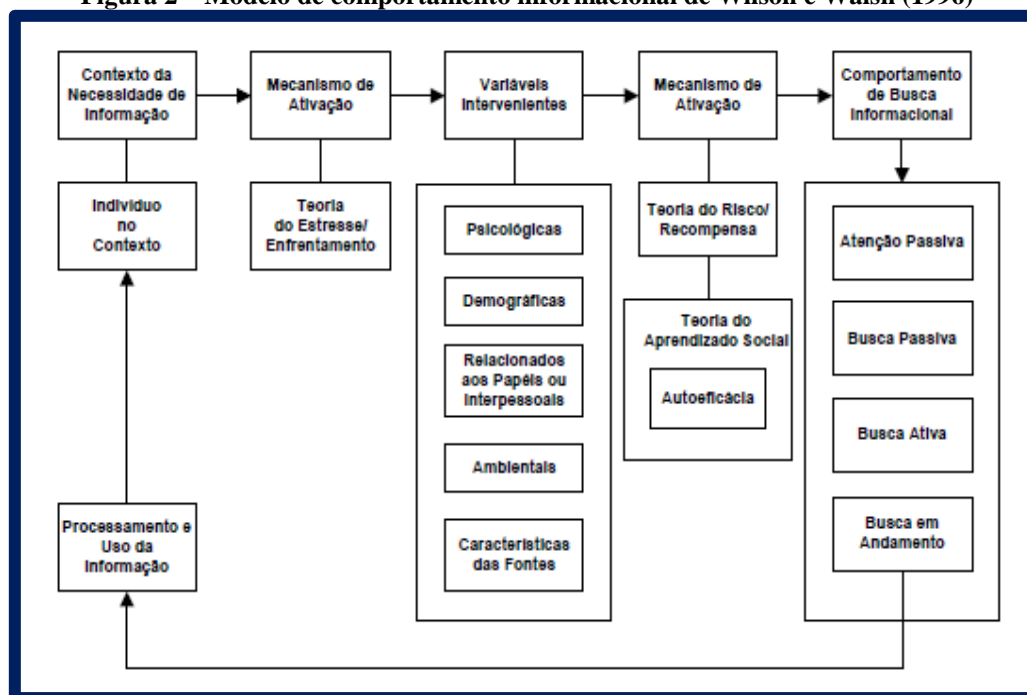 Figura 2 – Modelo de comportamento informacional de Wilson e Walsh (1996)
Contexto da
Necessidade de
Informação
Mecanismo de
Ativação
Variáveis
Intervenientes
Mecanismo de
Ativação
Comportamento
de Busca
Informacional
Indivíduo
no
Contexto
Teoria
do Estresse/
Enfrentamento
Psicológicas
Demográficas
Relacionados
aos Papéis ou
Interpessoais
Ambientais
Características
das Fontes
Teoria do Risco/
Recompensa
Teoria do
Aprendizado Social
Autoeficácia
Atenção Passiva
Busca Passiva
Busca Ativa
Busca em
Andamento
Processamento e
Uso da
Informação